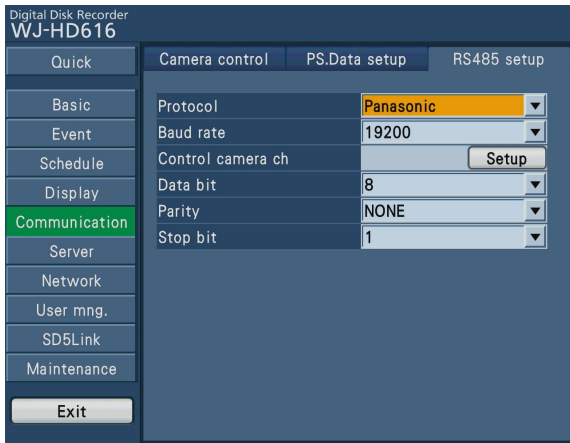 Digital Disk Recorder
WJ-HD616
Quick
Basic
Event
Schedule
Display
Communication
Server
Network
User mng.
SD5Link
Maintenance
Exit
Camera control PS.Data setup RS485 setup
Protocol Panasonic
Baud rate 19200
Control camera ch Setup
Data bit 8
Parity NONE
Stop bit 1